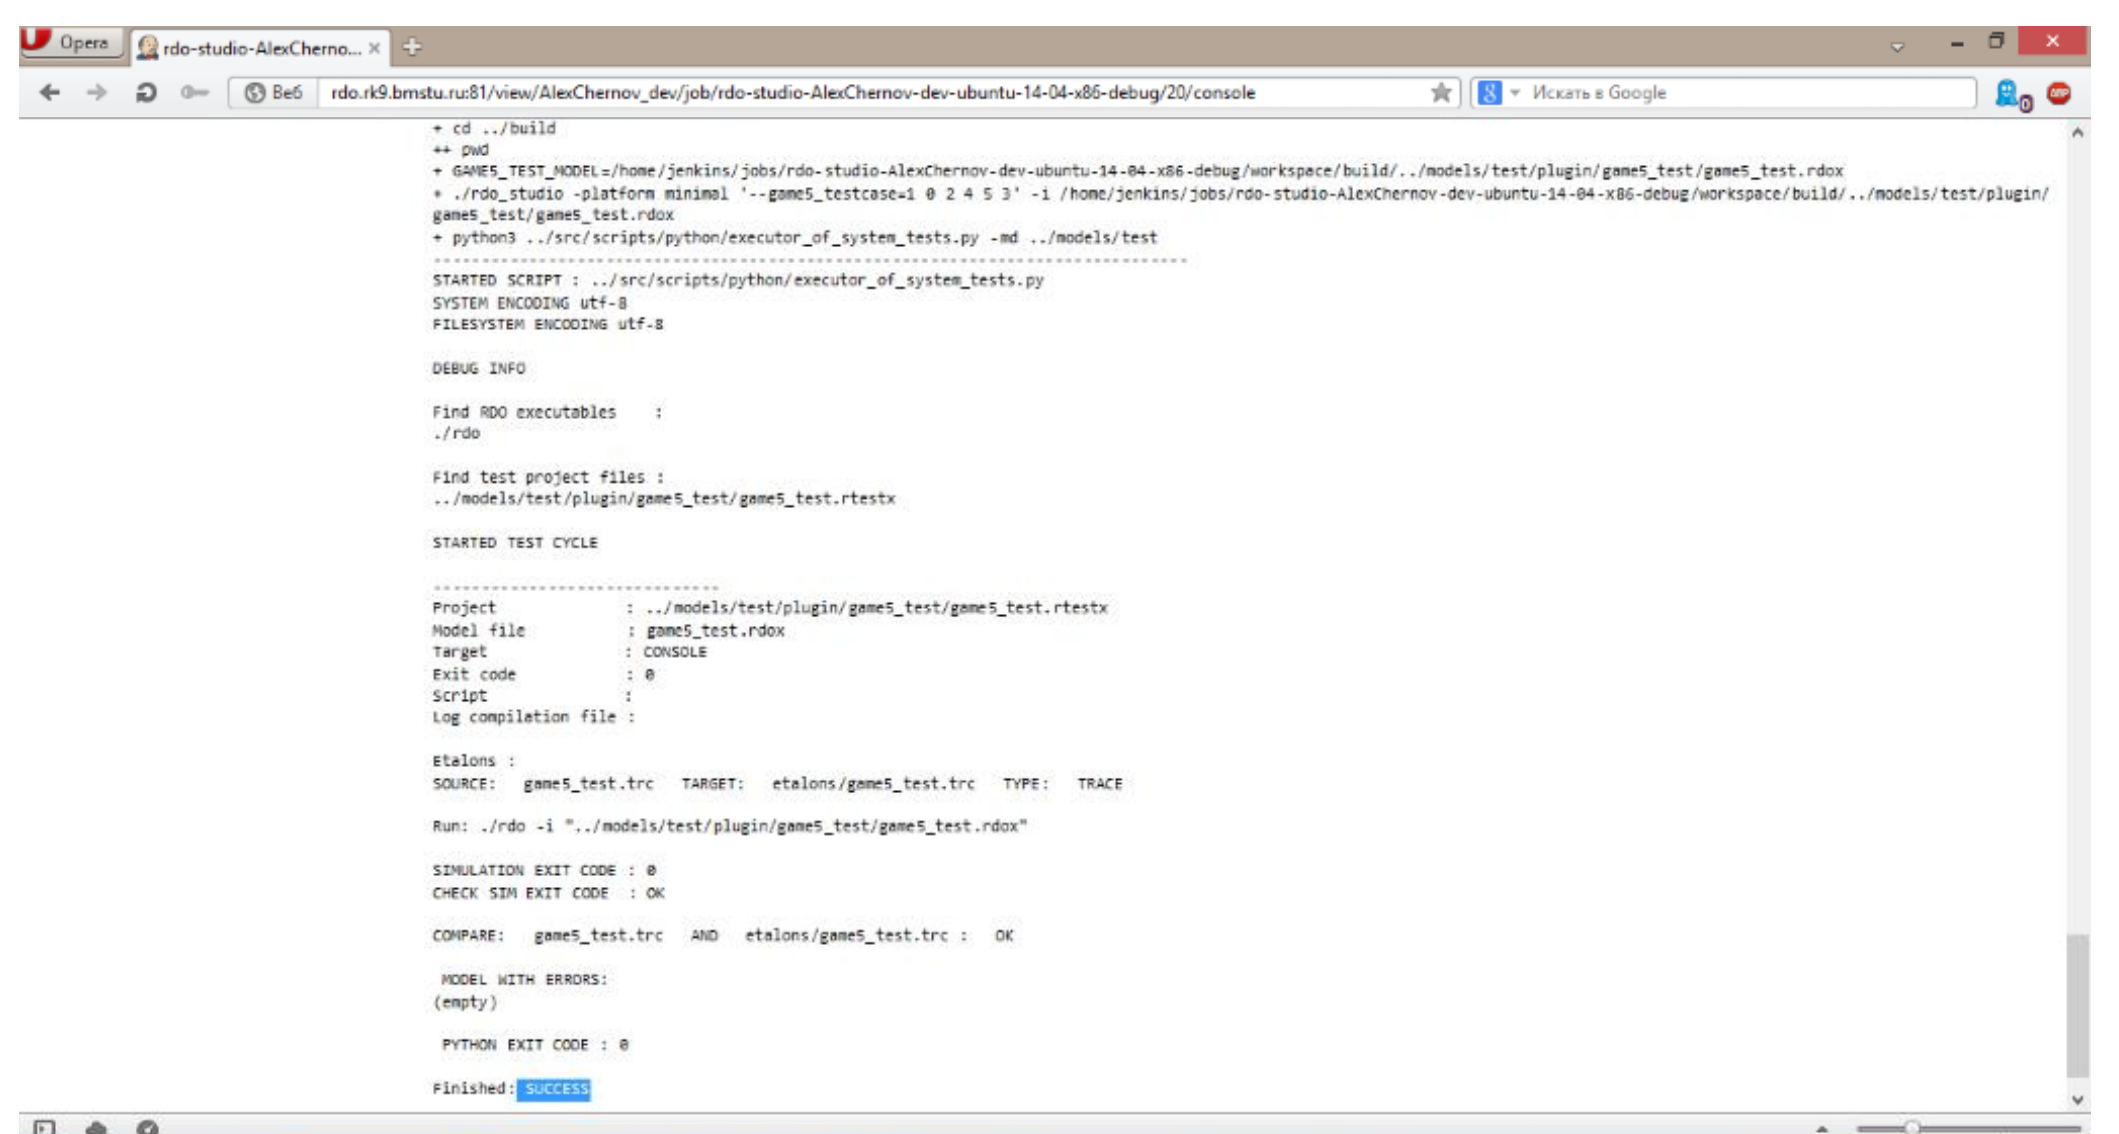 Opera
rdo-studio-AlexCherno...
Веб
rdo.rk9.bmstu.ru:81/view/AlexChernov_dev/job/rdo-studio-AlexChernov-dev-ubuntu-14-04-x86-debug/20/console
Искать в Google
+ cd ../build
++ pwd
+ GAME5_TEST_MODEL=/home/jenkins/jobs/rdo-studio-AlexChernov-dev-ubuntu-14-04-x86-debug/workspace/build/../models/test/plugin/game5_test/game5_test.rdox
+ ./rdo_studio -platform minimal '--game5_testcase=1 0 2 4 5 3' -i /home/jenkins/jobs/rdo-studio-AlexChernov-dev-ubuntu-14-04-x86-debug/workspace/build/../models/test/plugin/
game5_test/game5_test.rdox
+ python3 ../src/scripts/python/executor_of_system_tests.py -md ../models/test
--------------------------------------------------------------------------------
STARTED SCRIPT : ../src/scripts/python/executor_of_system_tests.py
SYSTEM ENCODING utf-8
FILESYSTEM ENCODING utf-8
DEBUG INFO
Find RDO executables    :
./rdo
Find test project files :
../models/test/plugin/game5_test/game5_test.rtestx
STARTED TEST CYCLE
------------------------------
Project              : ../models/test/plugin/game5_test/game5_test.rtestx
Model file           : game5_test.rdox
Target               : CONSOLE
Exit code            : 0
Script               :
Log compilation file :
Etalons :
SOURCE:   game5_test.trc   TARGET:   etalons/game5_test.trc   TYPE:   TRACE
Run: ./rdo -i "../models/test/plugin/game5_test/game5_test.rdox"
SIMULATION EXIT CODE : 0
CHECK SIM EXIT CODE  : OK
COMPARE:   game5_test.trc   AND   etalons/game5_test.trc :   OK
MODEL WITH ERRORS:
(empty)
PYTHON EXIT CODE : 0
Finished: SUCCESS